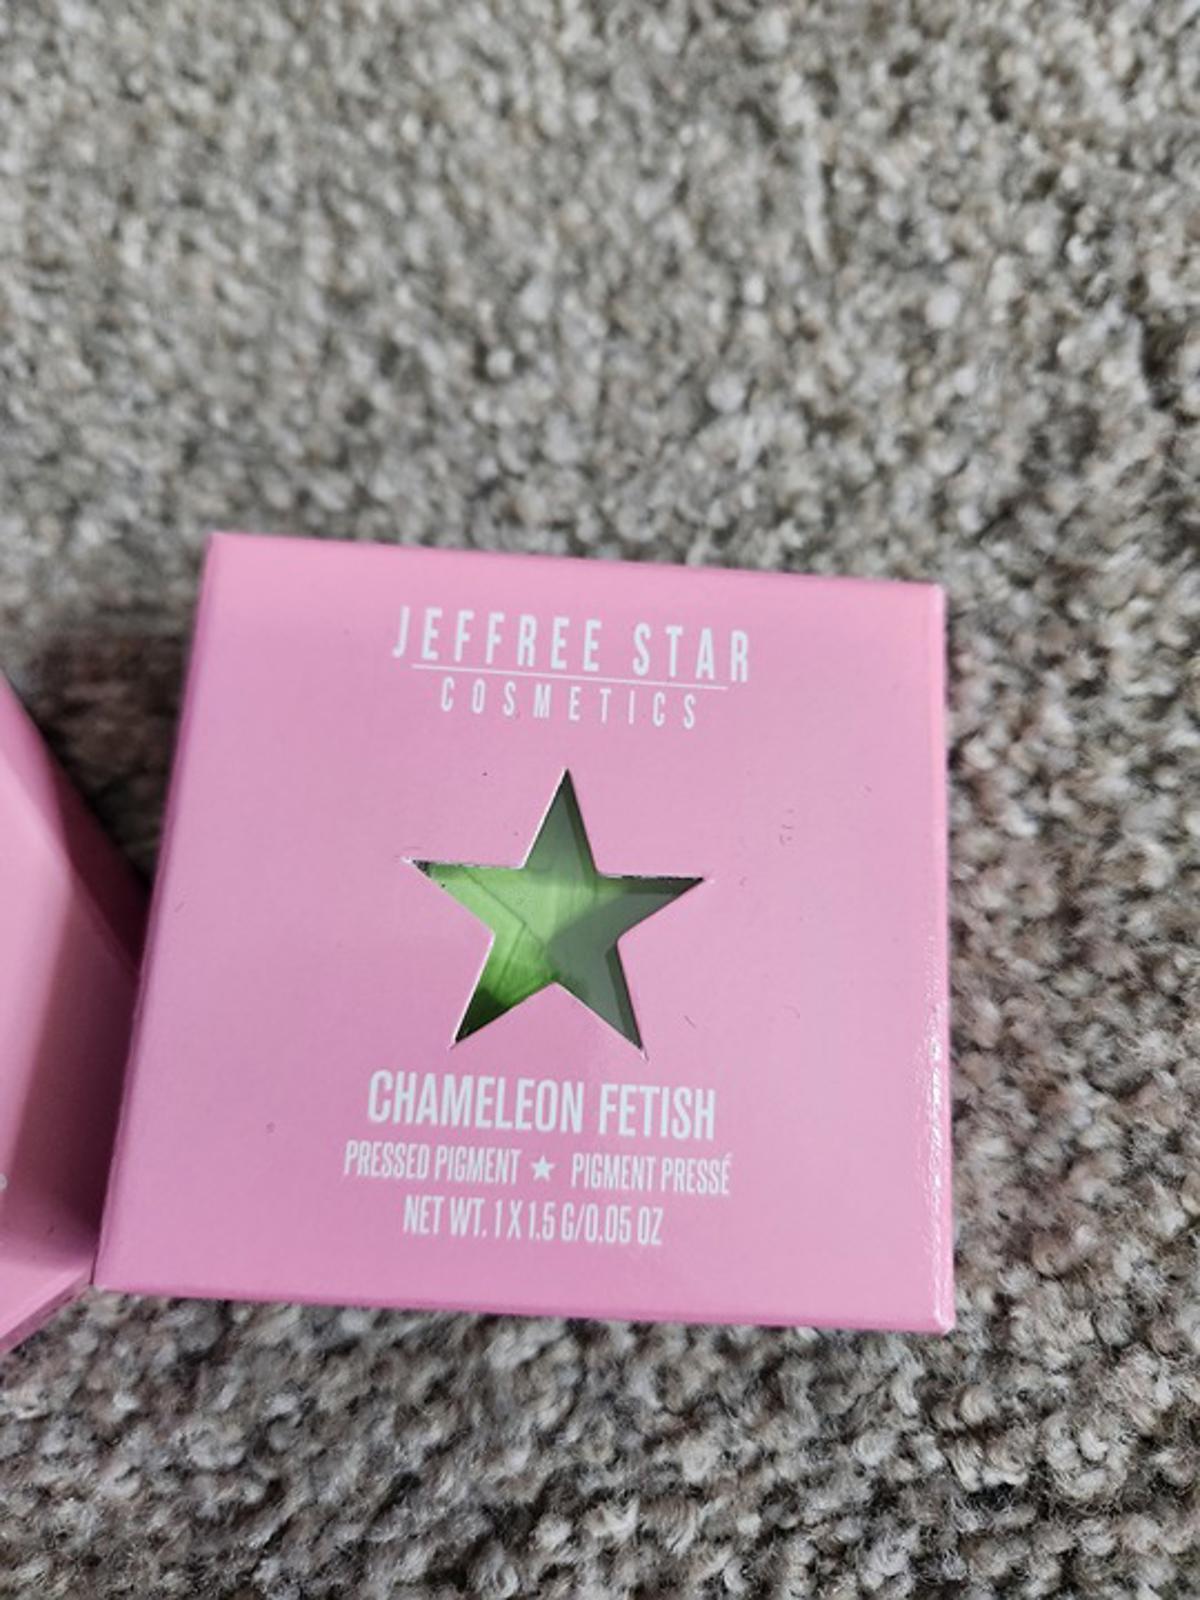 JEFFREE STAR
COSMETICS
CHAMELEON FETISH
PRESSED PIGMENT ★ PIGMENT PRESSÉ
NET WT. 1 X 1.5 G/0.05 OZ